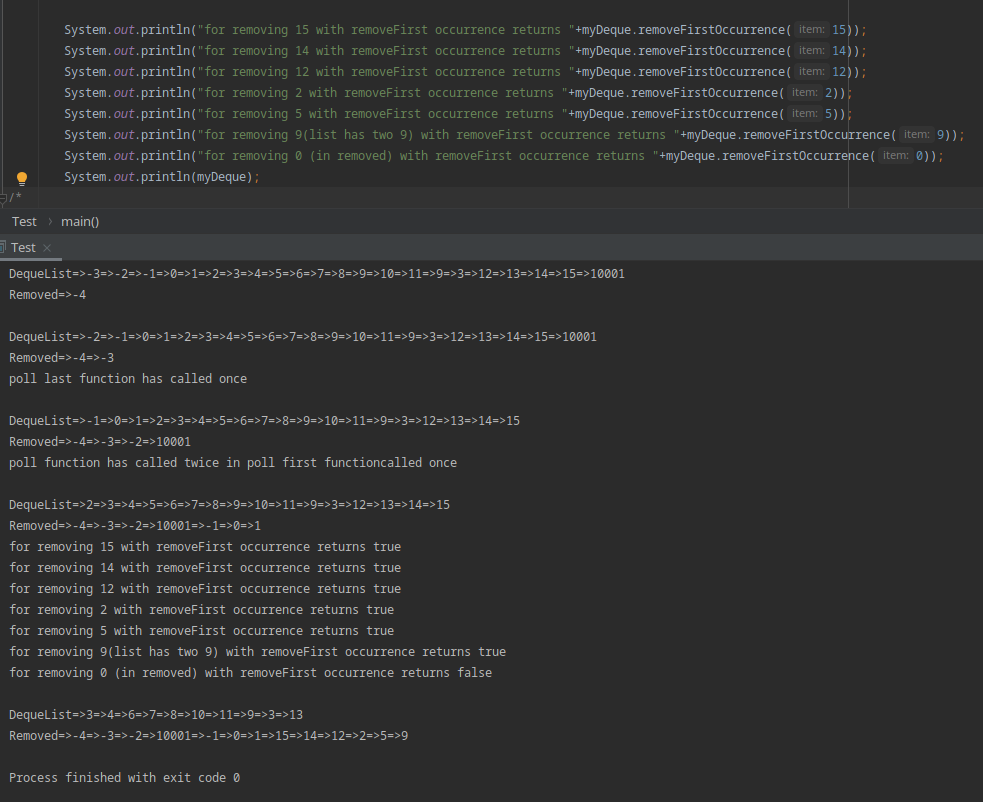 System.out.println("for removing 15 with removeFirst occurrence returns "+myDeque.removeFirstOccurrence( item: 15));
System.out.println("for removing 14 with removeFirst occurrence returns "+myDeque.removeFirstOccurrence( item: 14));
System.out.println("for removing 12 with removeFirst occurrence returns "+myDeque.removeFirstOccurrence( item: 12));
System.out.println("for removing 2 with removeFirst occurrence returns "+myDeque.removeFirstOccurrence( item: 2));
System.out.println("for removing 5 with removeFirst occurrence returns "+myDeque.removeFirstOccurrence( item: 5));
System.out.println("for removing 9(list has two 9) with removeFirst occurrence returns "+myDeque.removeFirstOccurrence( item: 9));
System.out.println("for removing 0 (in removed) with removeFirst occurrence returns "+myDeque.removeFirstOccurrence( item: 0));
System.out.println(myDeque);
/*
Test › main()
Test ×
DequeList=>-3=>-2=>-1=>0=>1=>2=>3=>4=>5=>6=>7=>8=>9=>10=>11=>9=>3=>12=>13=>14=>15=>10001
Removed=>-4
DequeList=>-2=>-1=>0=>1=>2=>3=>4=>5=>6=>7=>8=>9=>10=>11=>9=>3=>12=>13=>14=>15=>10001
Removed=>-4=>-3
poll last function has called once
DequeList=>-1=>0=>1=>2=>3=>4=>5=>6=>7=>8=>9=>10=>11=>9=>3=>12=>13=>14=>15
Removed=>-4=>-3=>-2=>10001
poll function has called twice in poll first functioncalled once
DequeList=>2=>3=>4=>5=>6=>7=>8=>9=>10=>11=>9=>3=>12=>13=>14=>15
Removed=>-4=>-3=>-2=>10001=>-1=>0=>1
for removing 15 with removeFirst occurrence returns true
for removing 14 with removeFirst occurrence returns true
for removing 12 with removeFirst occurrence returns true
for removing 2 with removeFirst occurrence returns true
for removing 5 with removeFirst occurrence returns true
for removing 9(list has two 9) with removeFirst occurrence returns true
for removing 0 (in removed) with removeFirst occurrence returns false
DequeList=>3=>4=>6=>7=>8=>10=>11=>9=>3=>13
Removed=>-4=>-3=>-2=>10001=>-1=>0=>1=>15=>14=>12=>2=>5=>9
Process finished with exit code 0